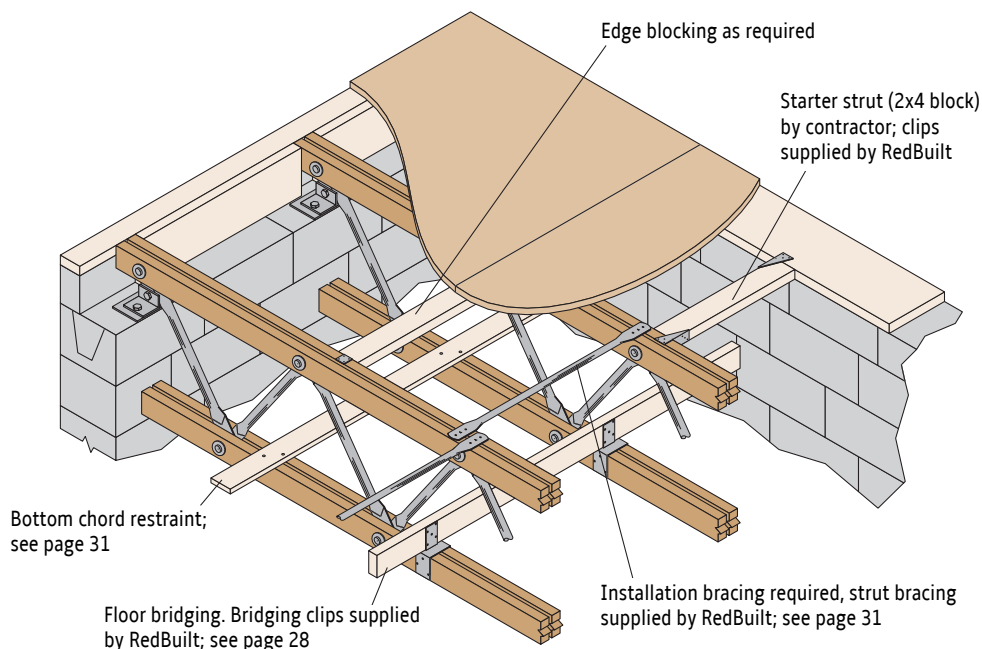 Edge blocking as required
Starter strut (2x4 block)
by contractor; clips
supplied by RedBuilt
Bottom chord restraint;
see page 31
Floor bridging. Bridging clips supplied
by RedBuilt; see page 28
Installation bracing required, strut bracing
supplied by RedBuilt; see page 31